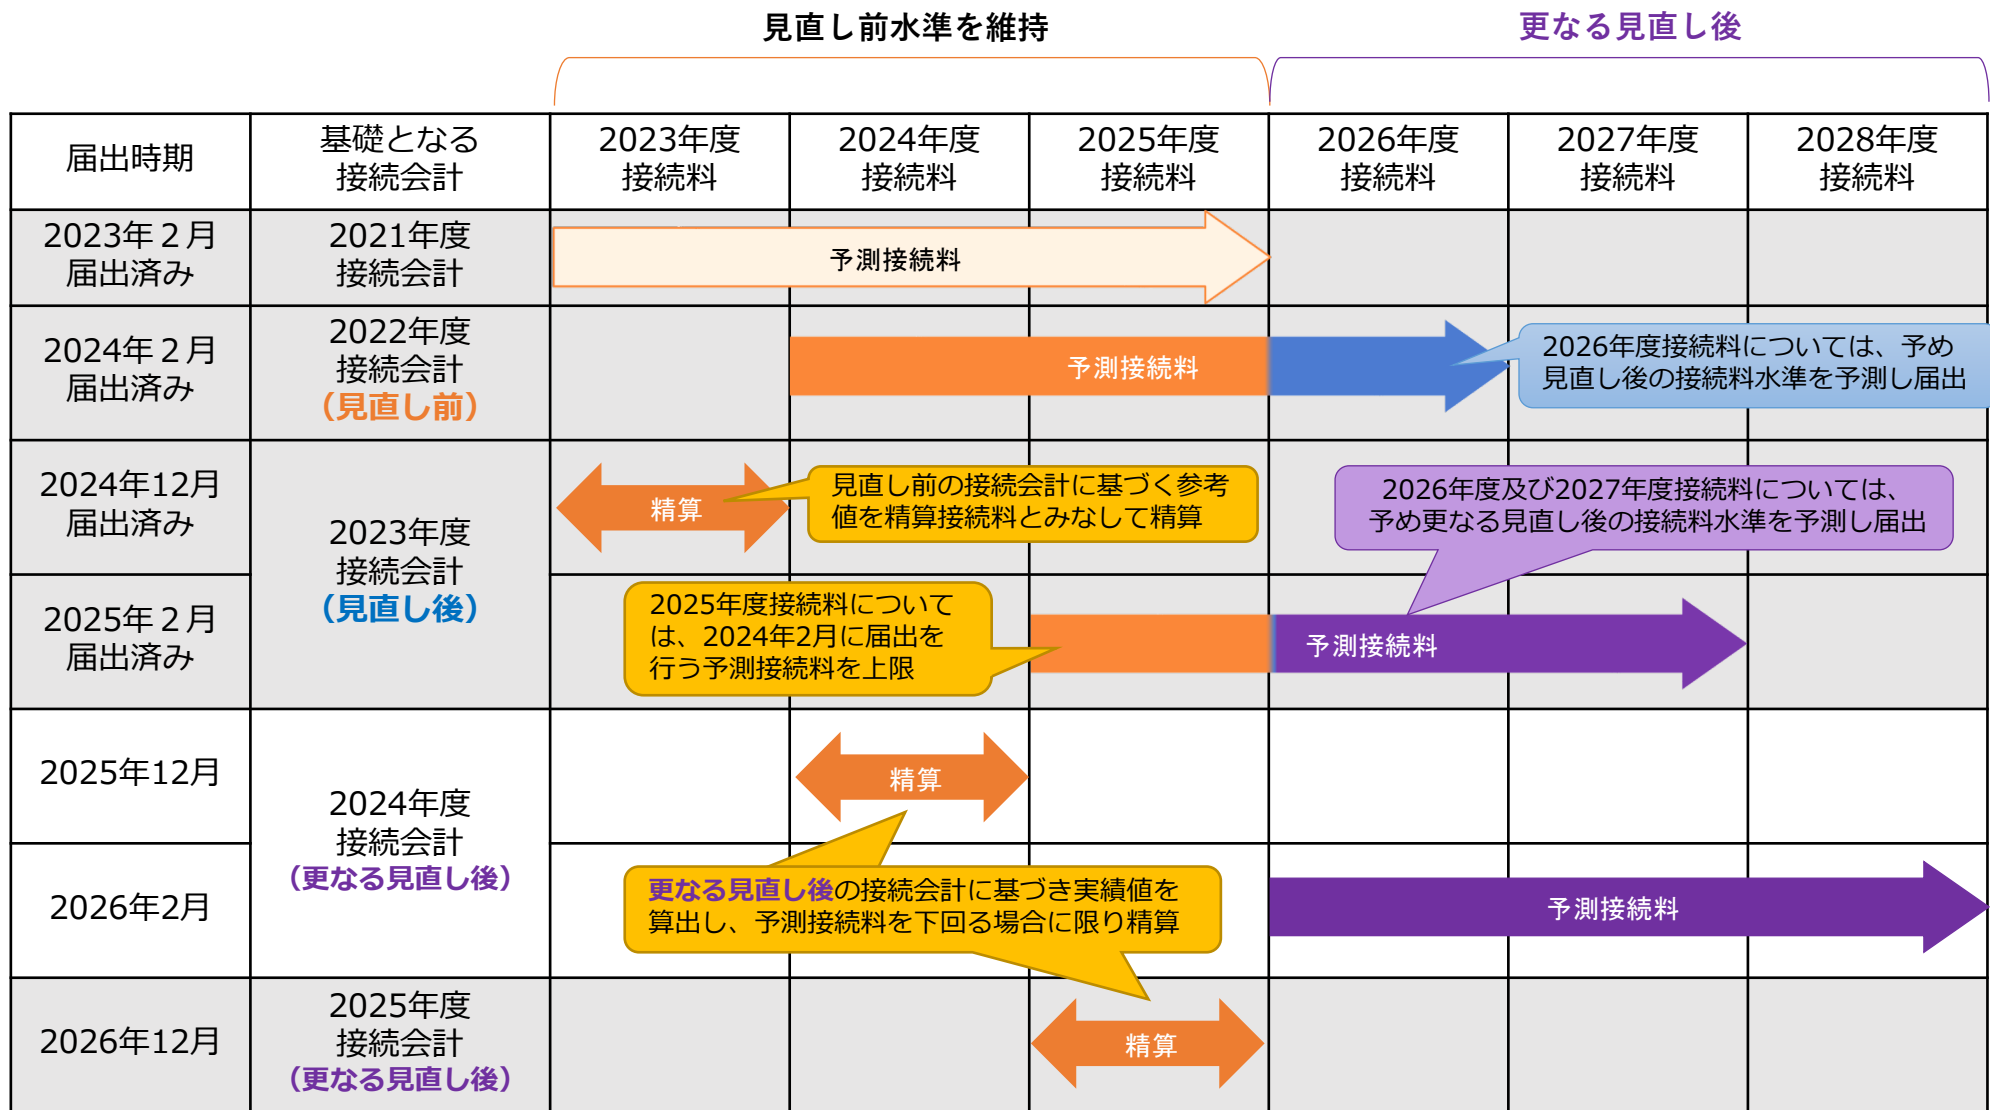 見直し前水準を維持
更なる見直し後
届出時期
基礎となる
接続会計
2023年度
接続料
2024年度
接続料
2025年度
接続料
2026年度
接続料
2027年度
接続料
2028年度
接続料
2023年２月
届出済み
2021年度
接続会計
予測接続料
2024年２月
届出済み
2022年度
接続会計
（見直し前）
予測接続料
2026年度接続料については、予め
見直し後の接続料水準を予測し届出
2024年12月
届出済み
2023年度
接続会計
（見直し後）
精算
見直し前の接続会計に基づく参考
値を精算接続料とみなして精算
2026年度及び2027年度接続料については、
予め更なる見直し後の接続料水準を予測し届出
2025年２月
届出済み
2025年度接続料について
は、2024年2月に届出を
行う予測接続料を上限
予測接続料
2025年12月
2024年度
接続会計
（更なる見直し後）
精算
2026年2月
更なる見直し後の接続会計に基づき実績値を
算出し、予測接続料を下回る場合に限り精算
予測接続料
2026年12月
2025年度
接続会計
（更なる見直し後）
精算